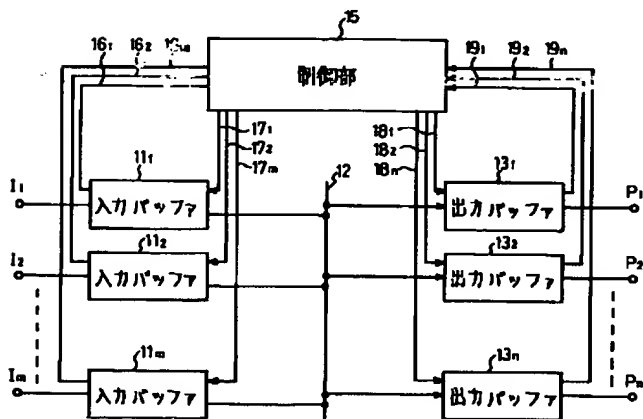 15
16₁ 16₂ 16ₘ
制御部
19₁ 19₂ 19ₙ
17₁
17₂
17ₘ
18₁
18₂
18ₙ
12
I₁
11₁
入力バッファ
13₁
出力バッファ
P₁
I₂
11₂
入力バッファ
13₂
出力バッファ
P₂
Iₘ
11ₘ
入力バッファ
13ₙ
出力バッファ
Pₙ